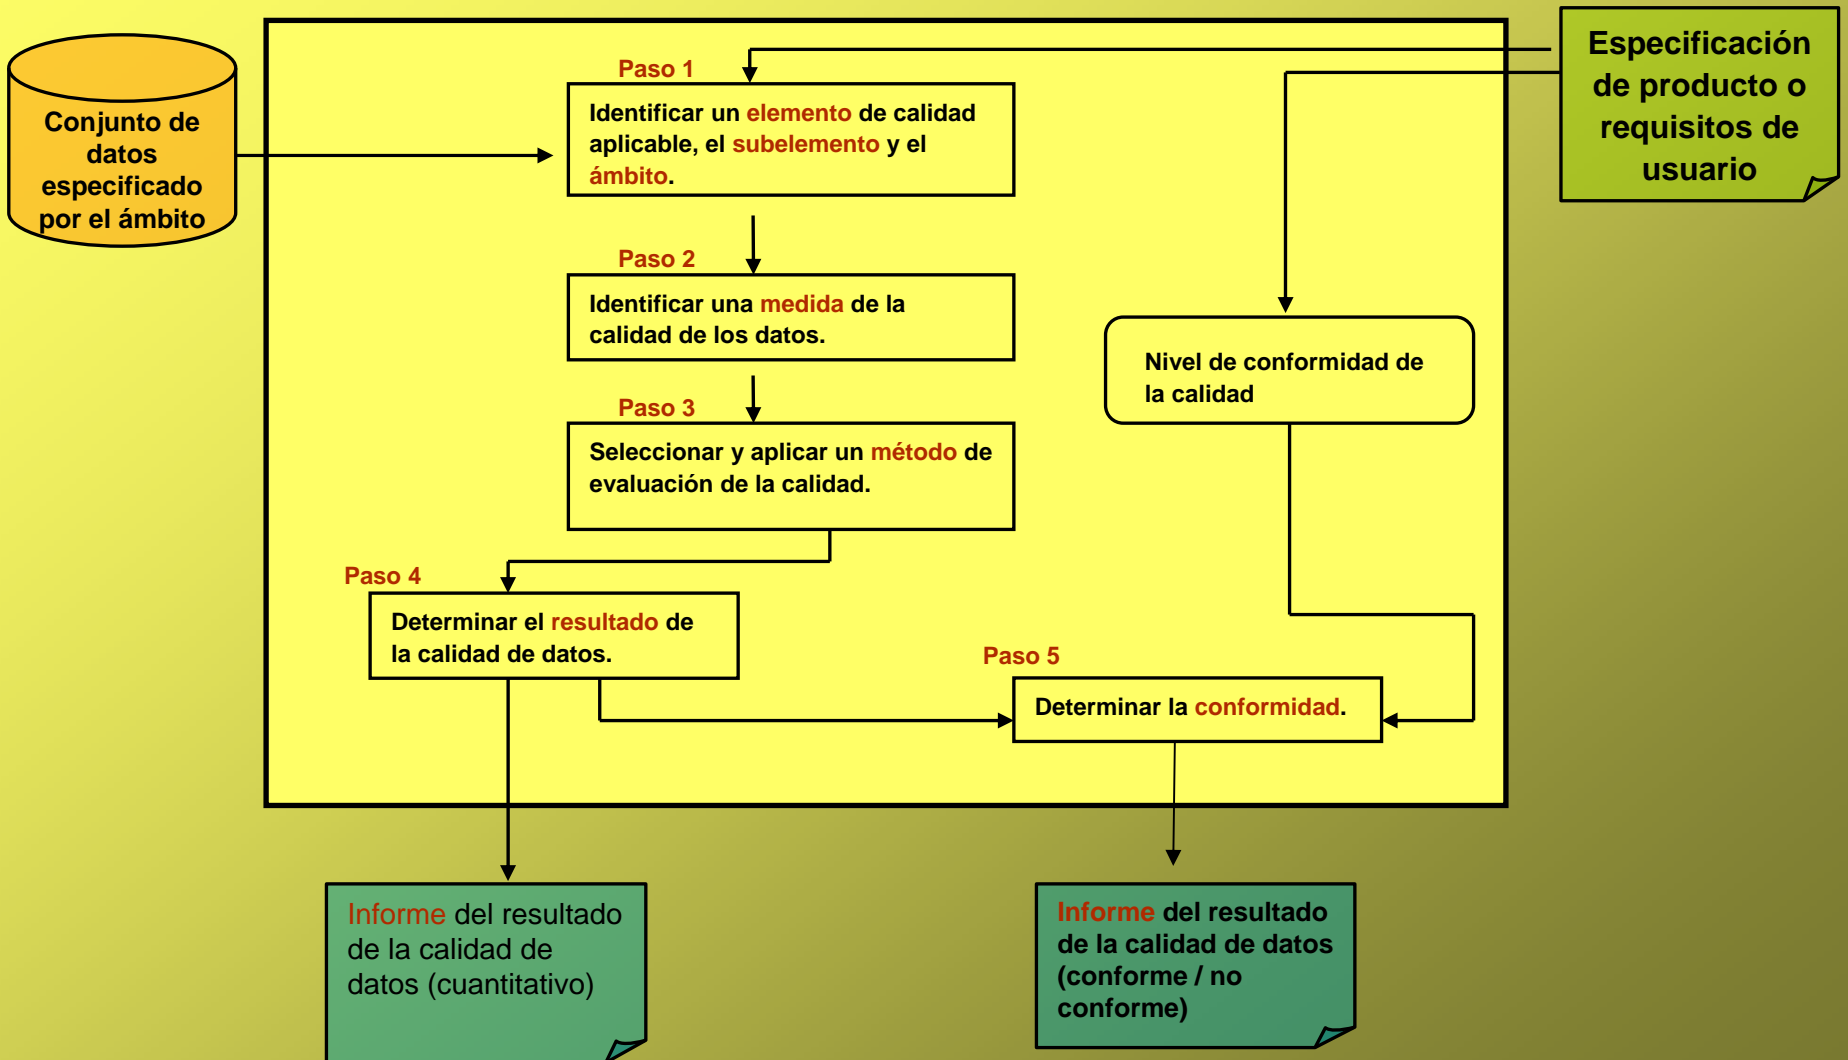 Conjunto de
datos
especificado
por el ámbito
Especificación
de producto o
requisitos de
usuario
Paso 1
Identificar un elemento de calidad
aplicable, el subelemento y el
ámbito.
Paso 2
Identificar una medida de la
calidad de los datos.
Nivel de conformidad de
la calidad
Paso 3
Seleccionar y aplicar un método de
evaluación de la calidad.
Paso 4
Determinar el resultado de
la calidad de datos.
Paso 5
Determinar la conformidad.
Informe del resultado
de la calidad de
datos (cuantitativo)
Informe del resultado
de la calidad de datos
(conforme / no
conforme)